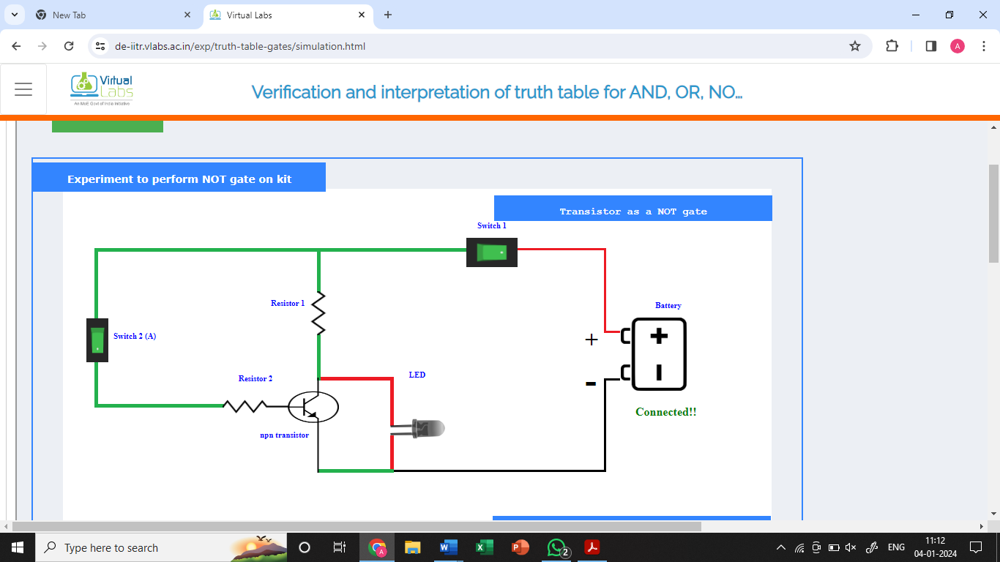 New Tab
Virtual Labs
de-iitr.vlabs.ac.in/exp/truth-table-gates/simulation.html
A
Virtual
Labs
An MoE Govt of India Initiative
Verification and interpretation of truth table for AND, OR, NO...
Experiment to perform NOT gate on kit
Transistor as a NOT gate
Switch 1
Resistor 1
Battery
+
+
Switch 2 (A)
-
Resistor 2
LED
Connected!!
npn transistor
Type here to search
A
W
X
P
2
ENG
11:12
04-01-2024